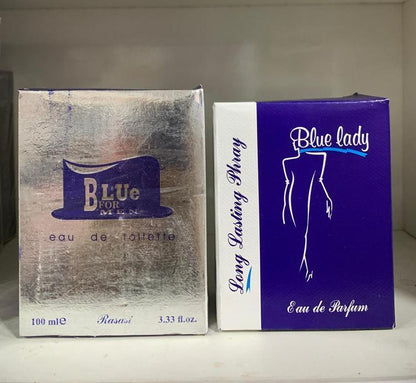 BLUe
FOR
MEN
eau de toilette
100 ml℮ Rasasi 3.33 fl.oz.
Long Lasting Phray
Blue lady
Eau de Parfum